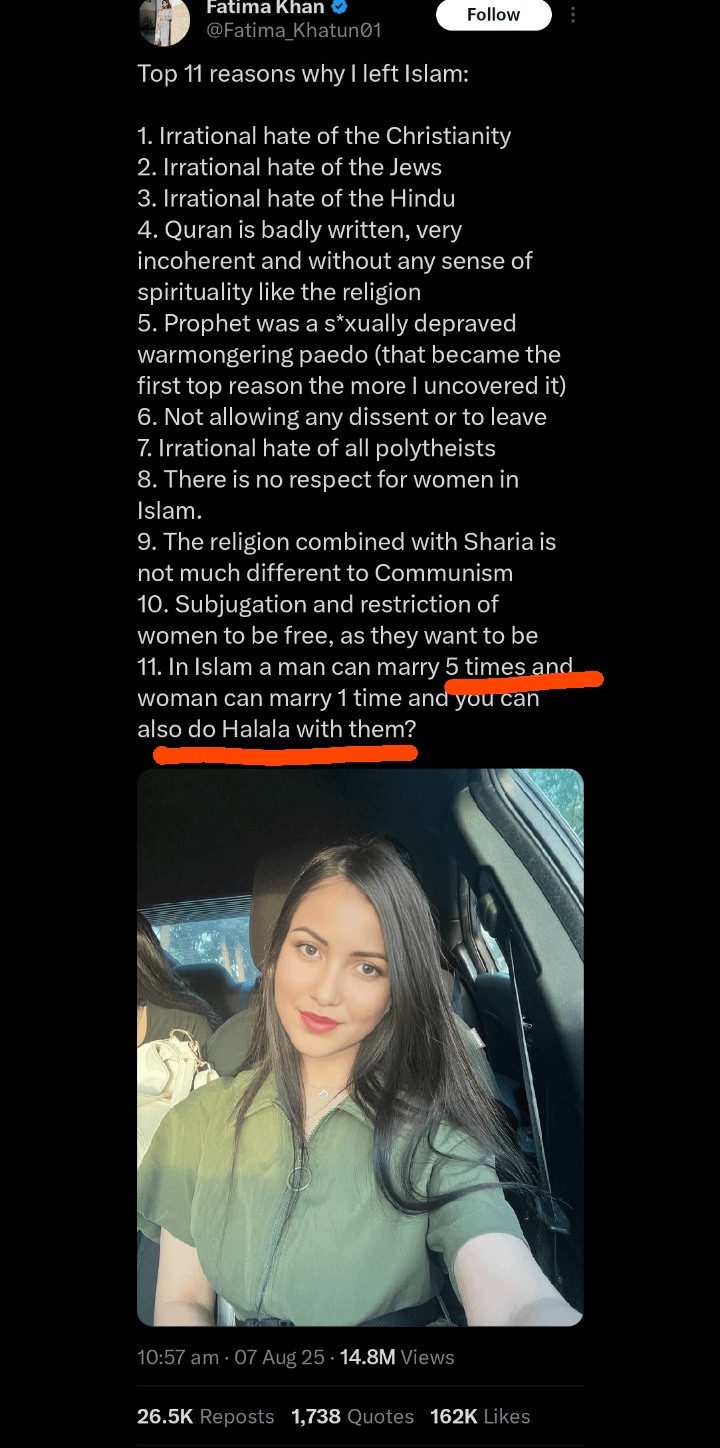 Fatima Khan
@Fatima_Khatun01
Follow
Top 11 reasons why I left Islam:
1. Irrational hate of the Christianity
2. Irrational hate of the Jews
3. Irrational hate of the Hindu
4. Quran is badly written, very
incoherent and without any sense of
spirituality like the religion
5. Prophet was a s*xually depraved
warmongering paedo (that became the
first top reason the more I uncovered it)
6. Not allowing any dissent or to leave
7. Irrational hate of all polytheists
8. There is no respect for women in
Islam.
9. The religion combined with Sharia is
not much different to Communism
10. Subjugation and restriction of
women to be free, as they want to be
11. In Islam a man can marry 5 times and
woman can marry 1 time and you can
also do Halala with them?
10:57 am · 07 Aug 25 · 14.8M Views
26.5K Reposts 1,738 Quotes 162K Likes